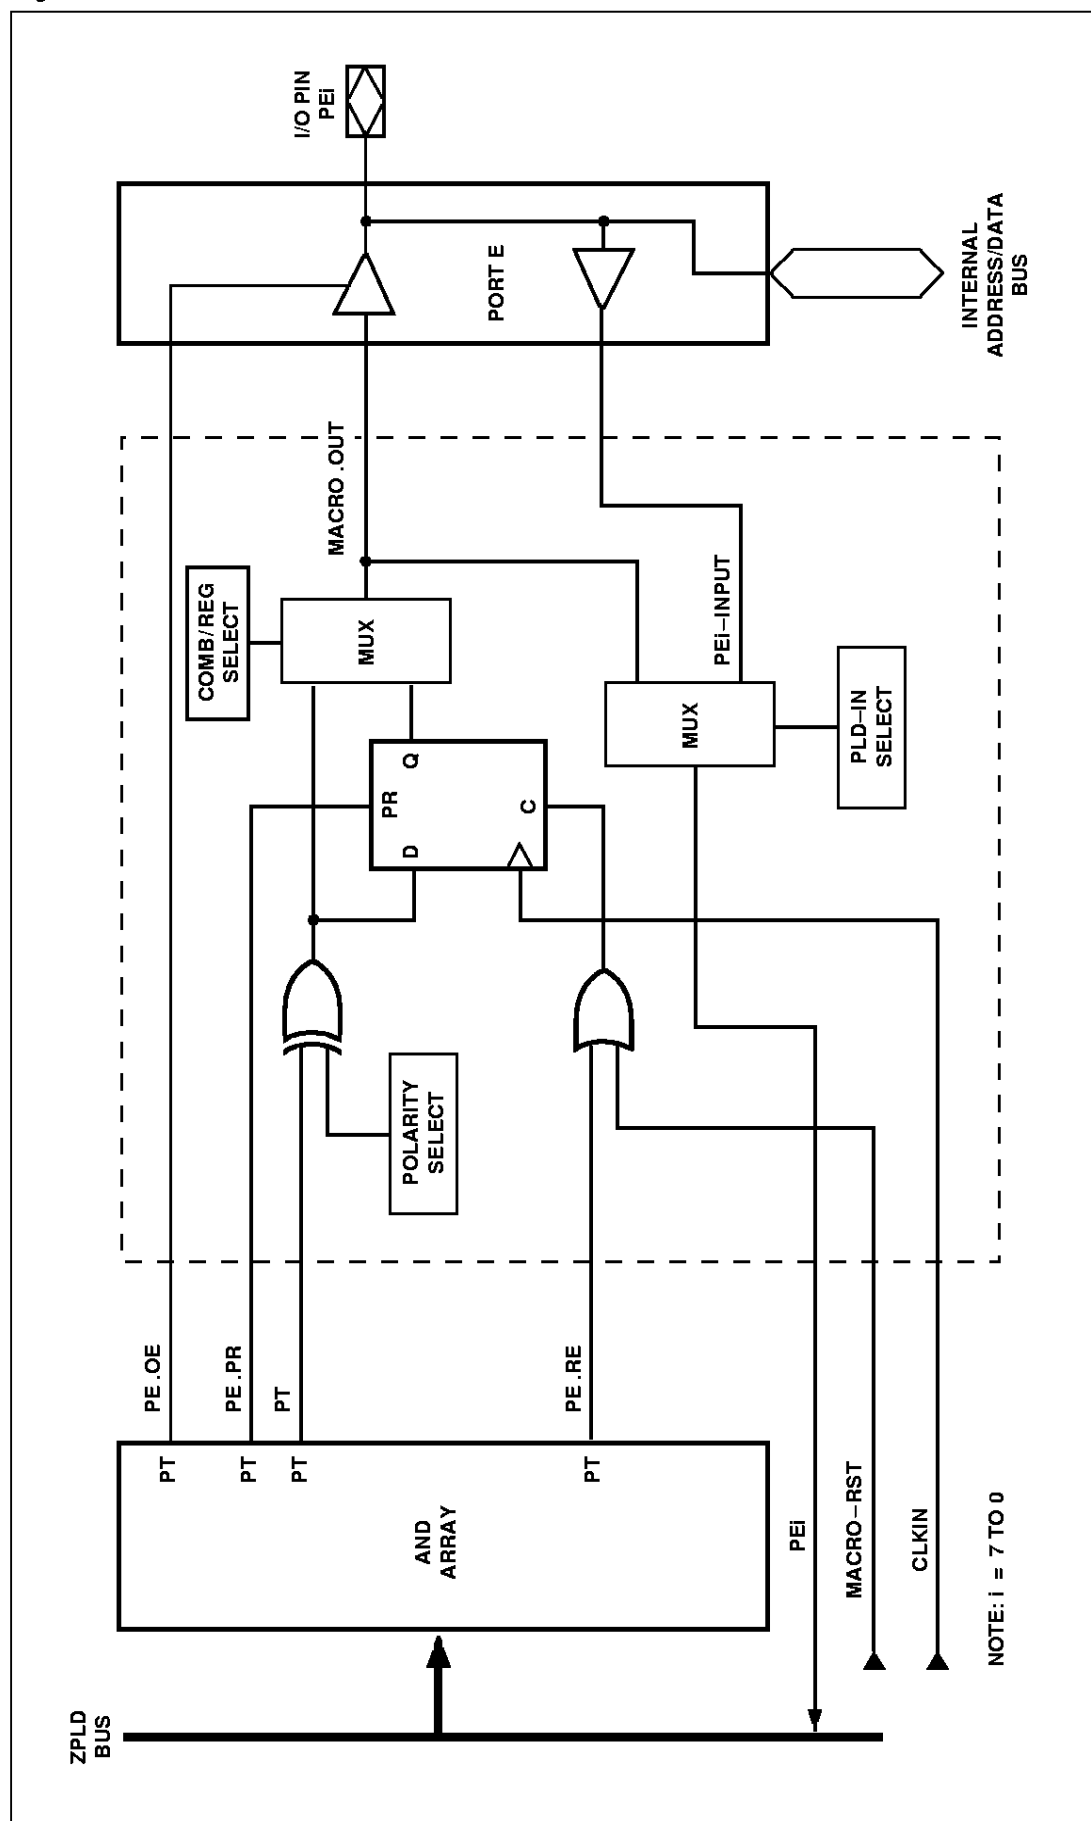 ZPLD
BUS
AND
ARRAY
PT
PT
PT
PT
PE.OE
PE.PR
PT
PE.RE
PEi
MACRO–RST
CLKIN
NOTE: i = 7 TO 0
POLARITY
SELECT
D
PR
Q
C
COMB/REG
SELECT
MUX
MUX
PLD–IN
SELECT
MACRO.OUT
PEi–INPUT
PORT E
I/O PIN
PEi
INTERNAL
ADDRESS/DATA
BUS